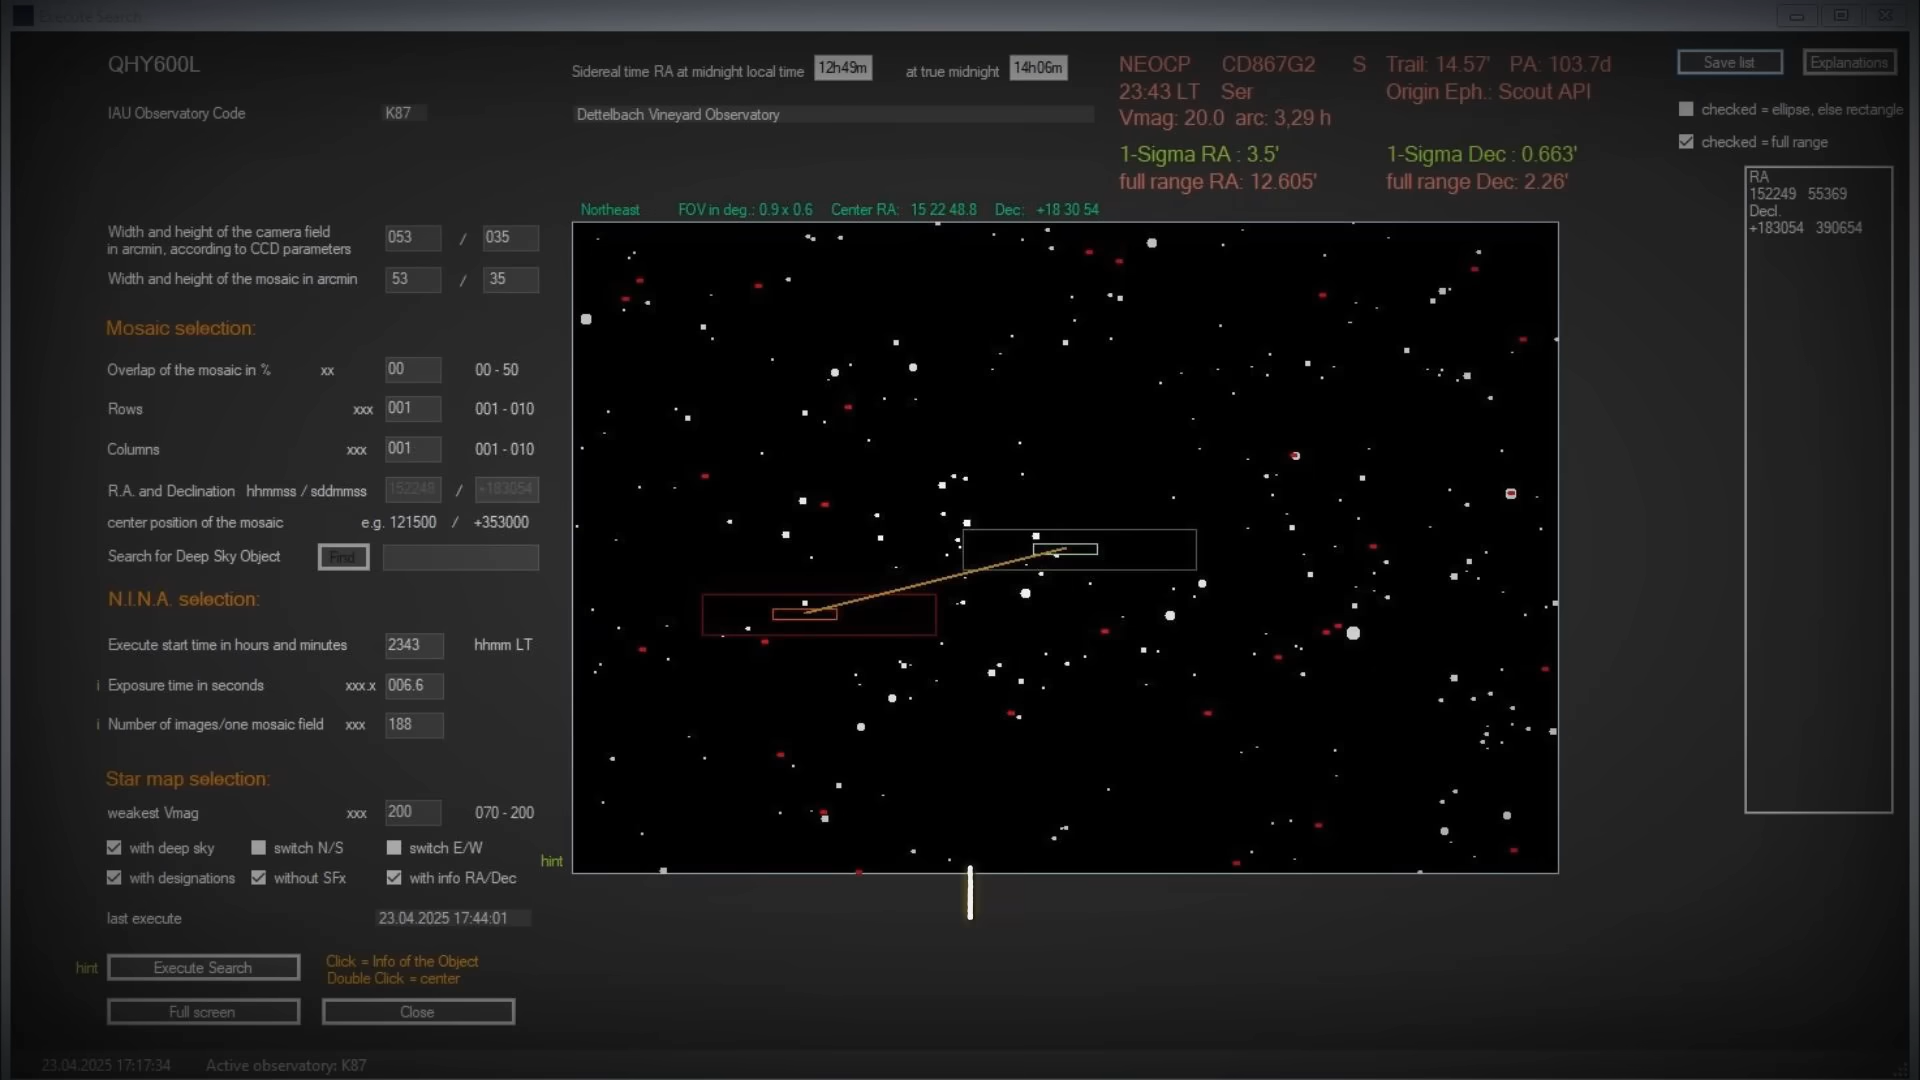 Execute Search
QHY600L
IAU Observatory Code K87
Sidereal time RA at midnight local time 12h49m at true midnight 14h06m
Dettelbach Vineyard Observatory
NEOCP CD867G2 S Trail: 14.57' PA: 103.7d
23:43 LT Ser Origin Eph.: Scout API
Vmag: 20.0 arc: 3,29 h
1-Sigma RA : 3.5' 1-Sigma Dec : 0.663'
full range RA: 12.605' full range Dec: 2.26'
Save list Explanations
checked = ellipse, else rectangle
checked = full range
RA
152249 55369
Decl.
+183054 390654
Northeast FOV in deg.: 0.9 x 0.6 Center RA: 15 22 48.8 Dec: +18 30 54
Width and height of the camera field
in arcmin, according to CCD parameters 053 / 035
Width and height of the mosaic in arcmin 53 / 35
Mosaic selection:
Overlap of the mosaic in % xx 00 00 - 50
Rows xxx 001 001 - 010
Columns xxx 001 001 - 010
R.A. and Declination hhmmss / sddmmss 152248 / +183054
center position of the mosaic e.g. 121500 / +353000
Search for Deep Sky Object Find
N.I.N.A. selection:
Execute start time in hours and minutes 2343 hhmm LT
i Exposure time in seconds xxx.x 006.6
i Number of images/one mosaic field xxx 188
Star map selection:
weakest Vmag xxx 200 070 - 200
with deep sky switch N/S switch E/W
hint
with designations without SFx with info RA/Dec
last execute 23.04.2025 17:44:01
hint Execute Search
Click = Info of the Object
Double Click = center
Full screen Close
23.04.2025 17:17:34 Active observatory: K87